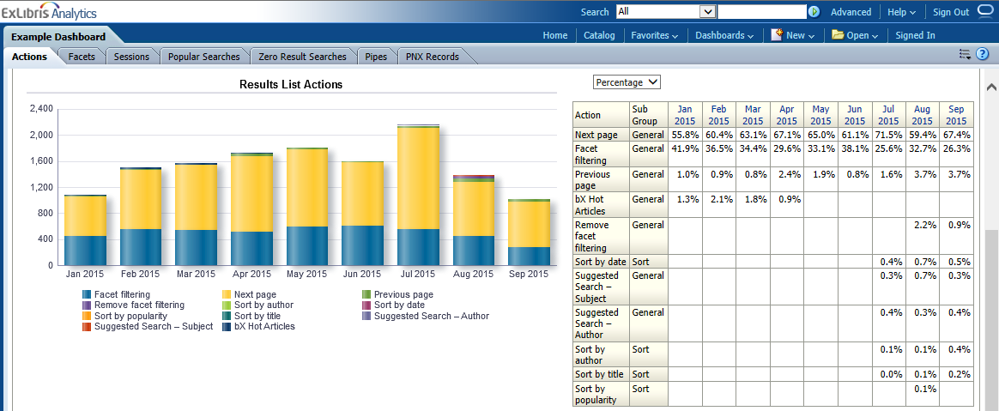 ExLibris Analytics
Search All Advanced Help Sign Out
Example Dashboard
Home Catalog Favorites Dashboards New Open Signed In
Actions Facets Sessions Popular Searches Zero Result Searches Pipes PNX Records
Results List Actions
2,400
2,000
1,600
1,200
800
400
0
Jan 2015 Feb 2015 Mar 2015 Apr 2015 May 2015 Jun 2015 Jul 2015 Aug 2015 Sep 2015
Facet filtering Next page Previous page
Remove facet filtering Sort by author Sort by date
Sort by popularity Sort by title Suggested Search – Author
Suggested Search – Subject bX Hot Articles
Percentage
Action Sub Group Jan 2015 Feb 2015 Mar 2015 Apr 2015 May 2015 Jun 2015 Jul 2015 Aug 2015 Sep 2015
Next page General 55.8% 60.4% 63.1% 67.1% 65.0% 61.1% 71.5% 59.4% 67.4%
Facet filtering General 41.9% 36.5% 34.4% 29.6% 33.1% 38.1% 25.6% 32.7% 26.3%
Previous page General 1.0% 0.9% 0.8% 2.4% 1.9% 0.8% 1.6% 3.7% 3.7%
bX Hot Articles General 1.3% 2.1% 1.8% 0.9%
Remove facet filtering General 2.2% 0.9%
Sort by date Sort 0.4% 0.7% 0.5%
Suggested Search – Subject General 0.3% 0.7% 0.3%
Suggested Search – Author General 0.4% 0.3% 0.4%
Sort by author Sort 0.1% 0.1% 0.4%
Sort by title Sort 0.0% 0.1% 0.2%
Sort by popularity Sort 0.1%